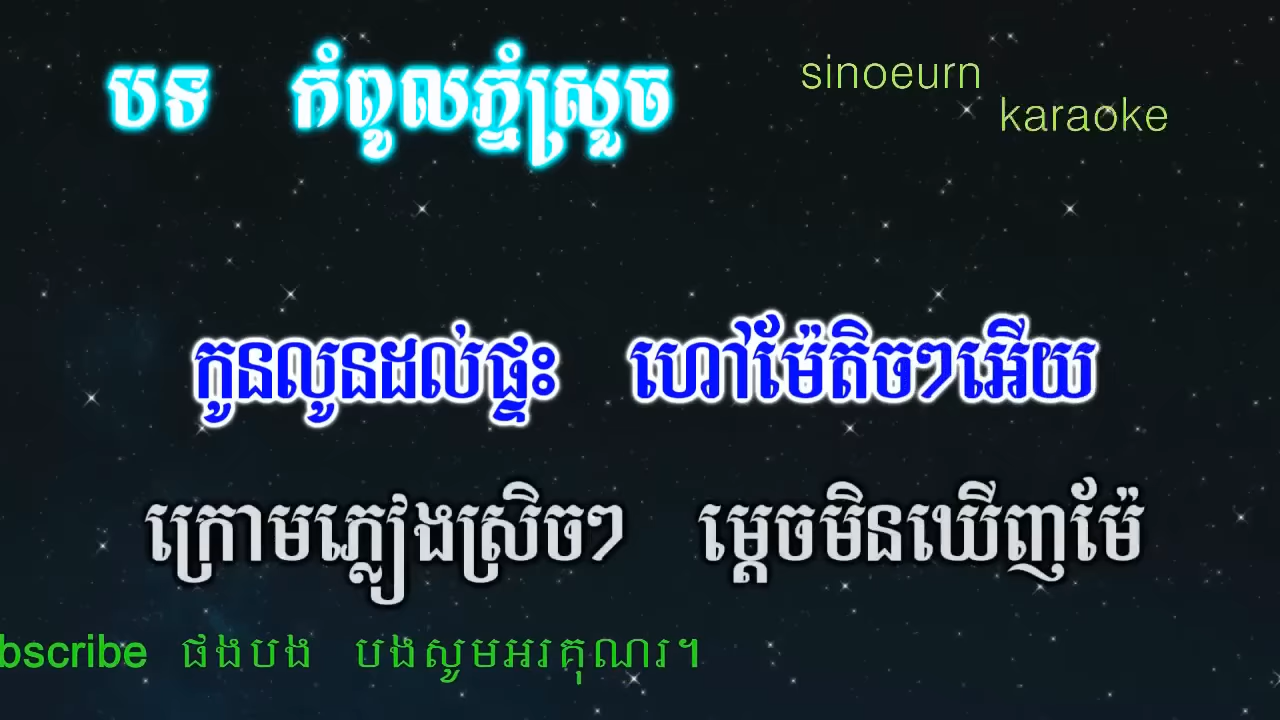 បទ កំពូលភ្នំស្រួច
sinoeurn
karaoke
កូនលូនដល់ផ្ទះ ហៅម៉ែតិចៗអើយ
ក្រោមភ្លៀងស្រិចៗ ម្ដេចមិនឃើញម៉ែ
bscribe ផងបង បងសូមអរគុណរ។